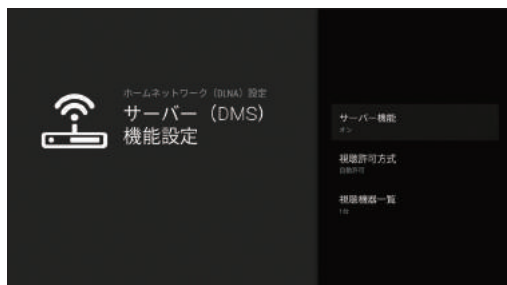 ホームネットワーク（DLNA）設定
サーバー（DMS）
機能設定
サーバー機能
オン
視聴許可方式
自動許可
視聴機器一覧
1台